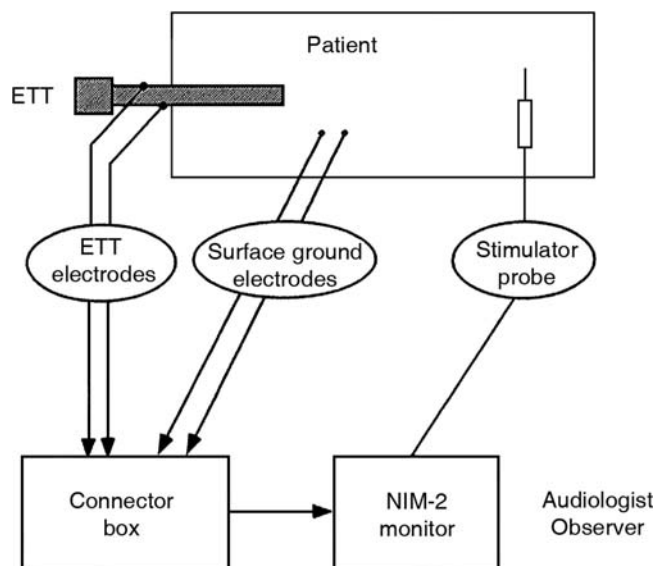 Patient
ETT
ETT
electrodes
Surface ground
electrodes
Stimulator
probe
Connector
box
NIM-2
monitor
Audiologist
Observer